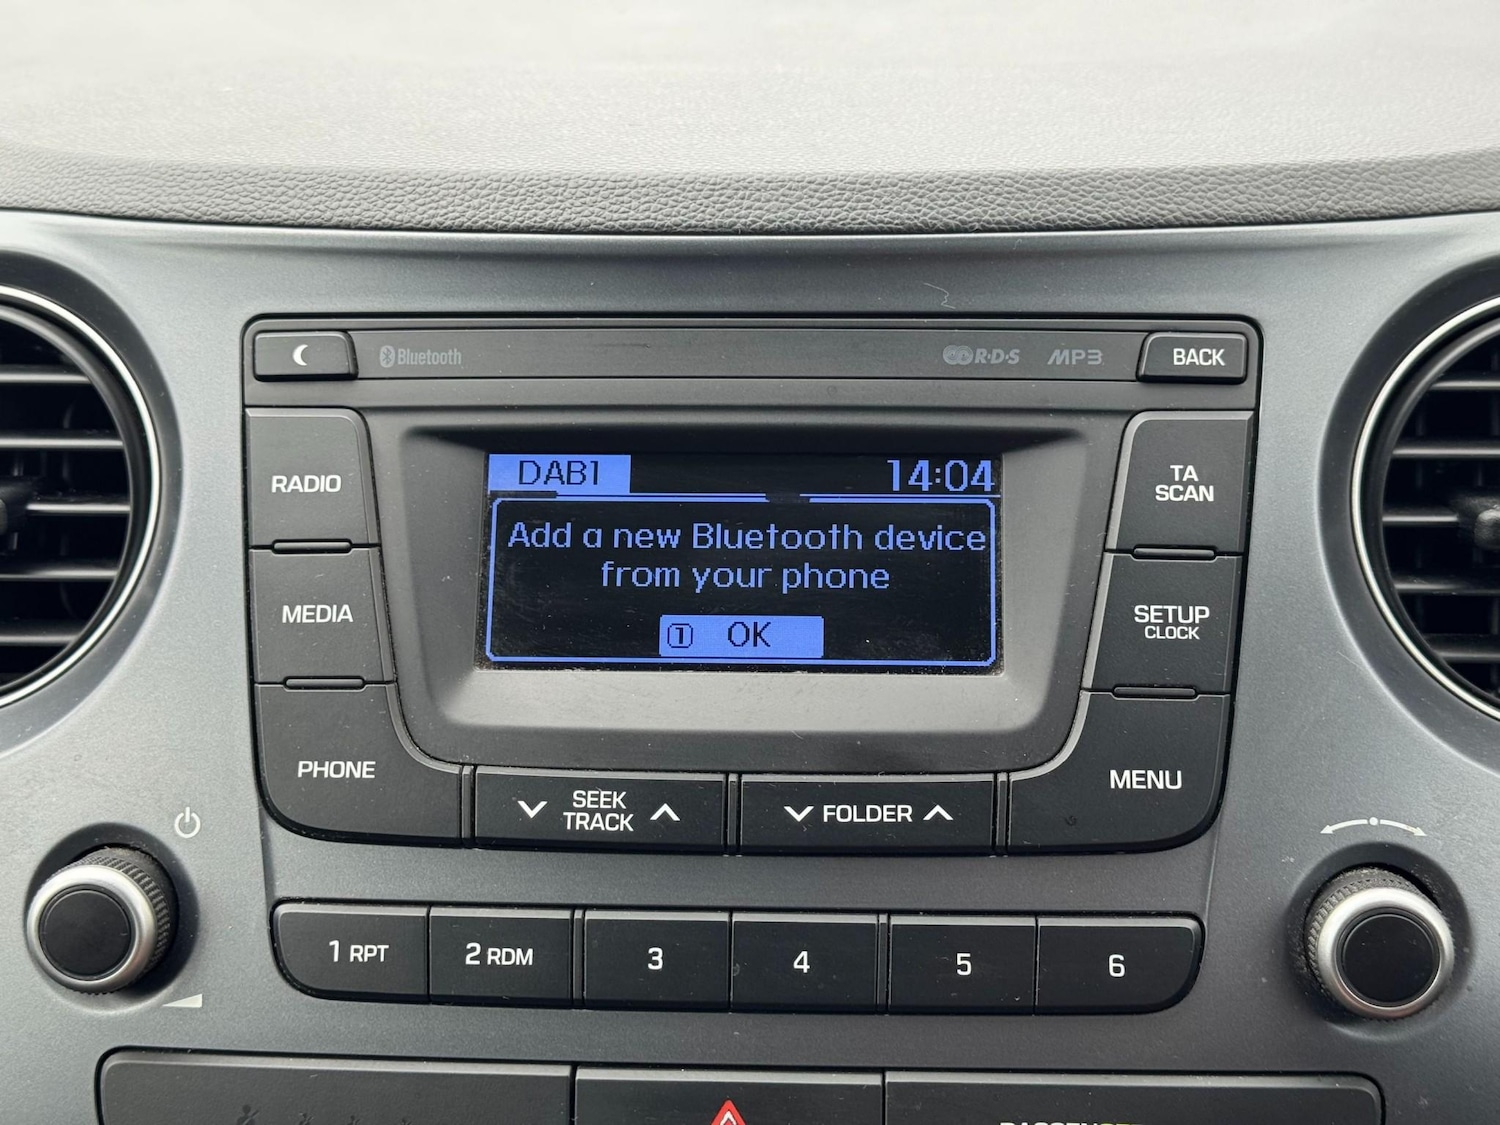 Bluetooth
R·D·S
MP3
BACK
RADIO
DAB1
14:04
TA
SCAN
Add a new Bluetooth device
from your phone
1 OK
MEDIA
SETUP
CLOCK
PHONE
SEEK
TRACK
FOLDER
MENU
1 RPT
2 RDM
3
4
5
6